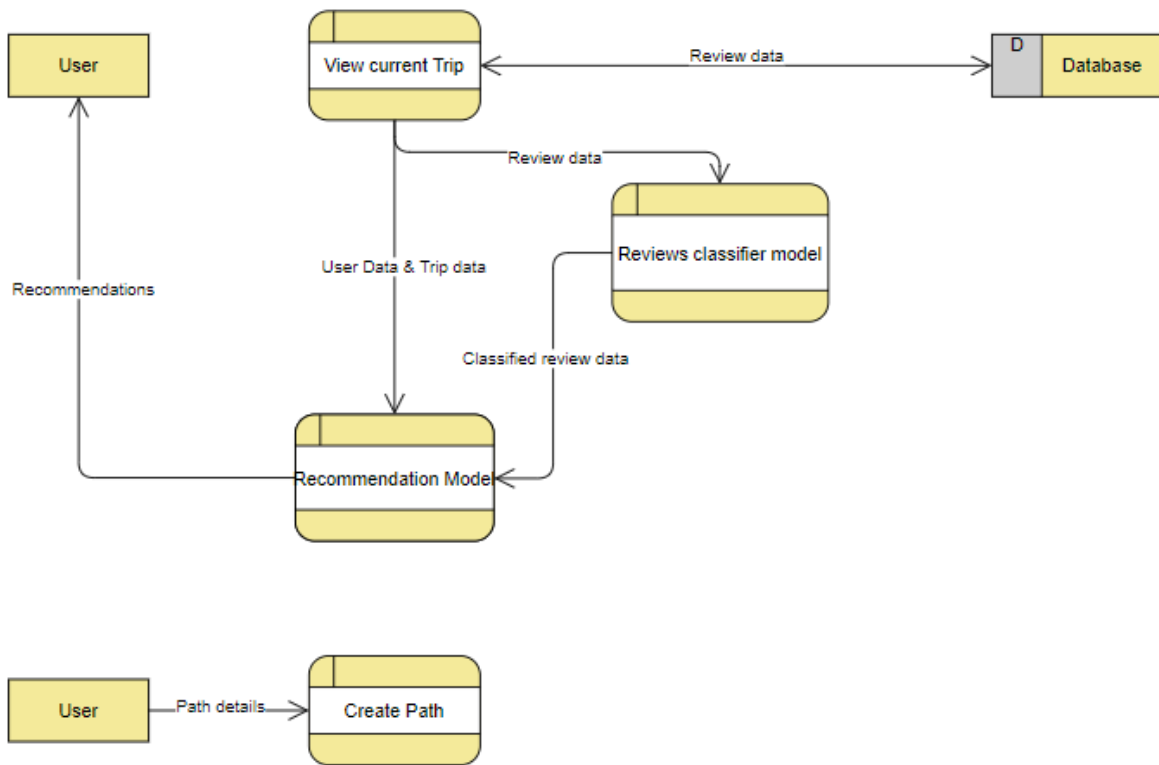 User
View current Trip
Review data
D
Database
Review data
Reviews classifier model
User Data & Trip data
Recommendations
Classified review data
Recommendation Model
User
Path details
Create Path